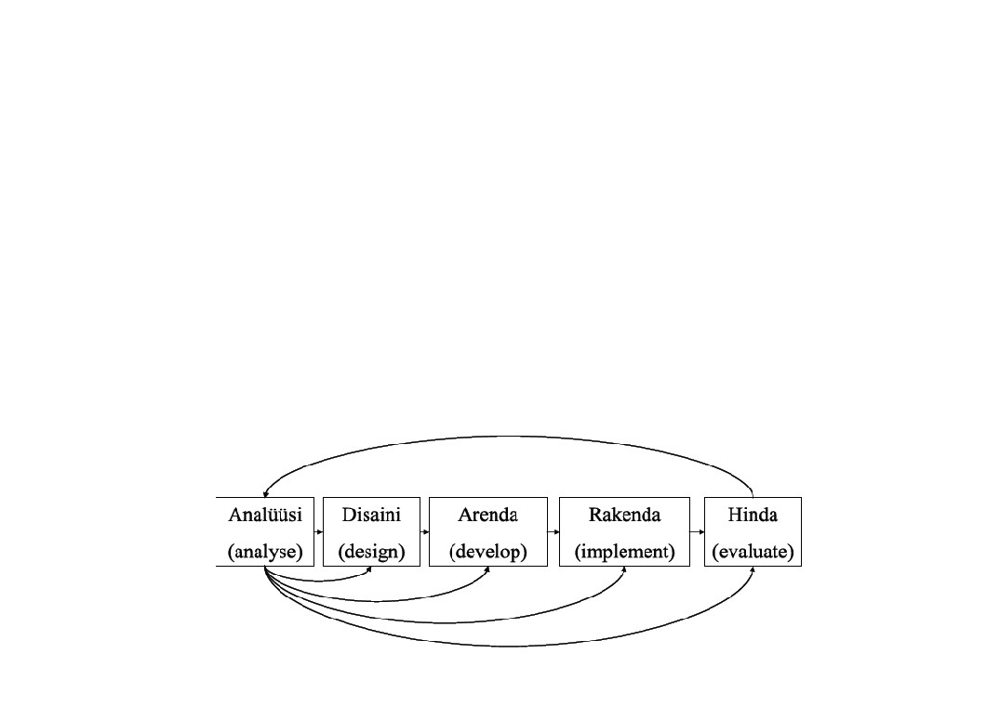 Analüüsi
(analyse)
Disaini
(design)
Arenda
(develop)
Rakenda
(implement)
Hinda
(evaluate)